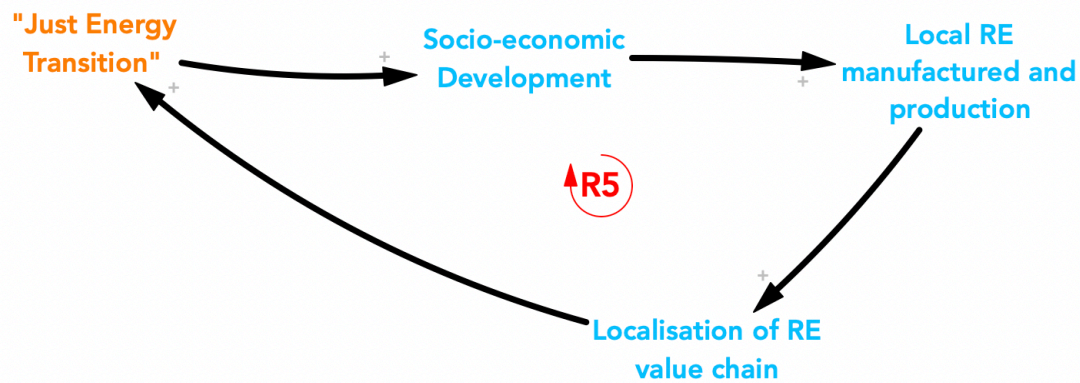 "Just Energy
Transition"
+
+
Socio-economic
Development
+
Local RE
manufactured and
production
R5
+
Localisation of RE
value chain